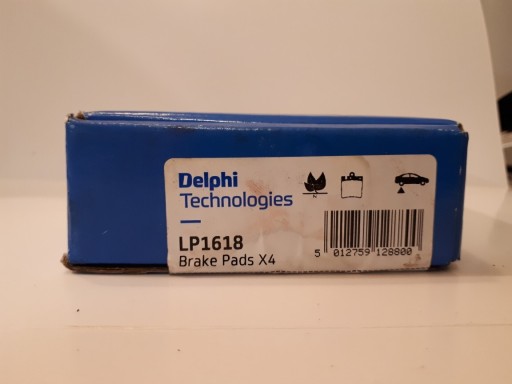 Delphi
Technologies
LP1618
Brake Pads X4
5 012759 128800